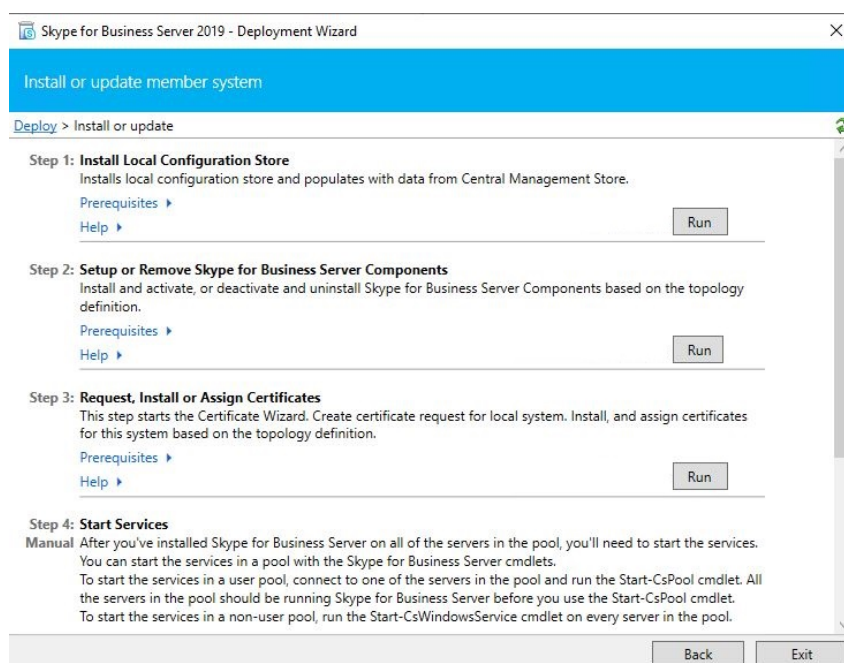 Skype for Business Server 2019 - Deployment Wizard
Install or update member system
Deploy > Install or update
Step 1: Install Local Configuration Store
Installs local configuration store and populates with data from Central Management Store.
Prerequisites
Help
Run
Step 2: Setup or Remove Skype for Business Server Components
Install and activate, or deactivate and uninstall Skype for Business Server Components based on the topology
definition.
Prerequisites
Help
Run
Step 3: Request, Install or Assign Certificates
This step starts the Certificate Wizard. Create certificate request for local system. Install, and assign certificates
for this system based on the topology definition.
Prerequisites
Help
Run
Step 4: Start Services
Manual After you've installed Skype for Business Server on all of the servers in the pool, you'll need to start the services.
You can start the services in a pool with the Skype for Business Server cmdlets.
To start the services in a user pool, connect to one of the servers in the pool and run the Start-CsPool cmdlet. All
the servers in the pool should be running Skype for Business Server before you use the Start-CsPool cmdlet.
To start the services in a non-user pool, run the Start-CsWindowsService cmdlet on every server in the pool.
Back Exit